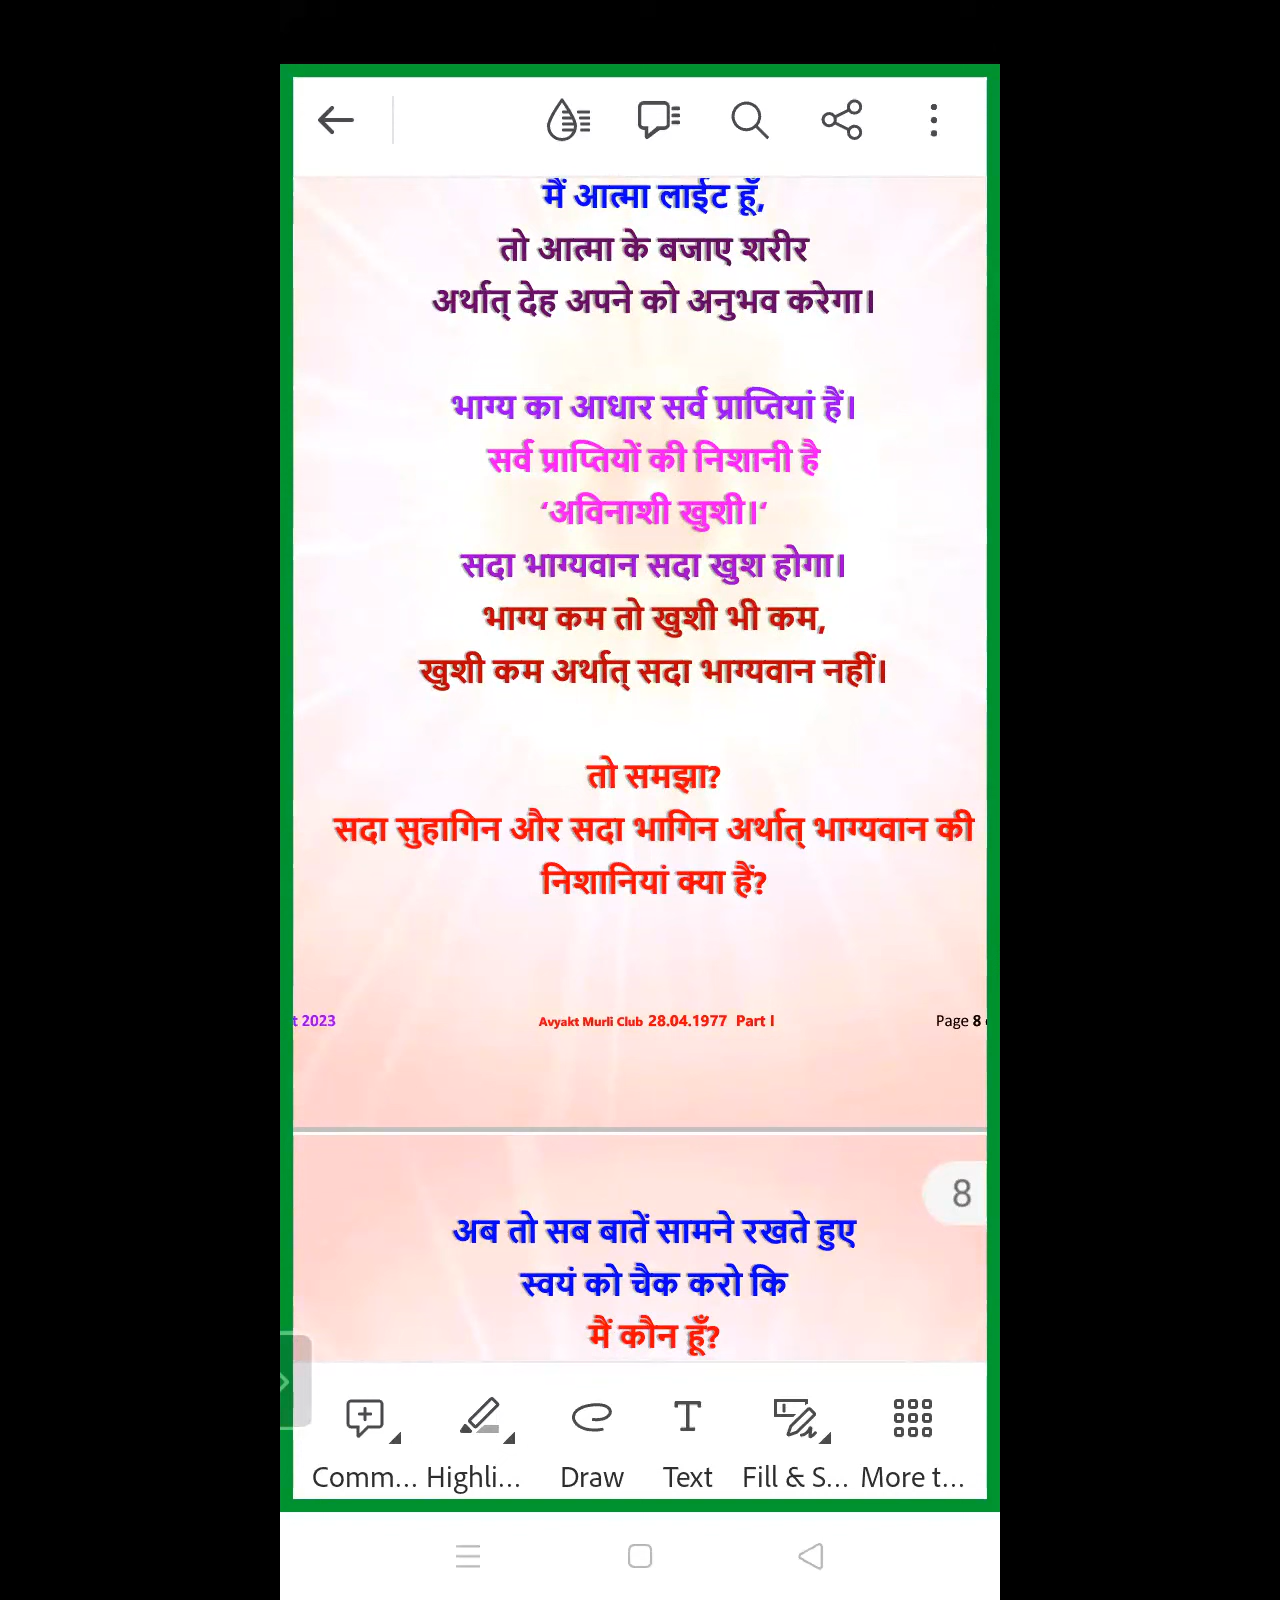 मैं आत्मा लाईट हूँ,
तो आत्मा के बजाए शरीर
अर्थात् देह अपने को अनुभव करेगा।
भाग्य का आधार सर्व प्राप्तियां हैं।
सर्व प्राप्तियों की निशानी है
‘अविनाशी खुशी।‘
सदा भाग्यवान सदा खुश होगा।
भाग्य कम तो खुशी भी कम,
खुशी कम अर्थात् सदा भाग्यवान नहीं।
तो समझा?
सदा सुहागिन और सदा भागिन अर्थात् भाग्यवान की
निशानियां क्या हैं?
t 2023 Avyakt Murli Club 28.04.1977 Part I Page 8
8
अब तो सब बातें सामने रखते हुए
स्वयं को चैक करो कि
मैं कौन हूँ?
Comm... Highli... Draw Text Fill & S... More t...